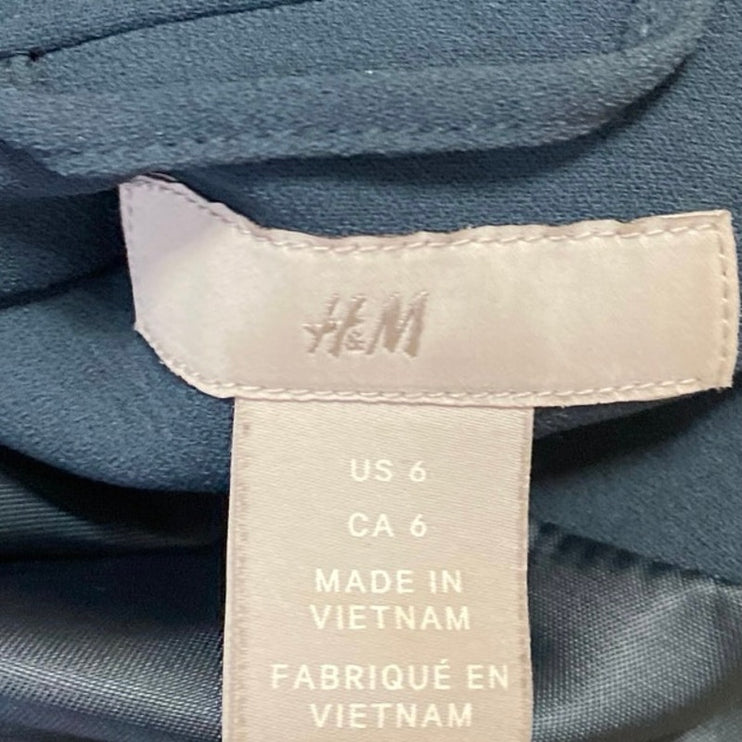 H&M
US 6
CA 6
MADE IN
VIETNAM
FABRIQUÉ EN
VIETNAM